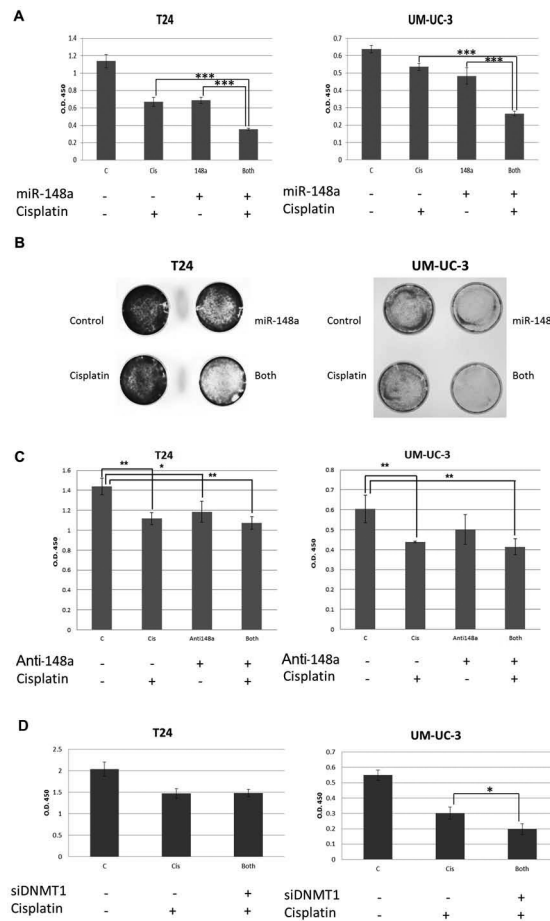 A
T24
UM-UC-3
1.4
1.2
1
0.8
0.6
0.4
0.2
0
O.D. 450
***
***
C Cis 148a Both
0.7
0.6
0.5
0.4
0.3
0.2
0.1
0
O.D. 450
***
***
C Cis 148a Both
miR-148a - - + +
Cisplatin - + - +
miR-148a - - + +
Cisplatin - + - +
B
T24
UM-UC-3
Control
miR-148a
Cisplatin
Both
Control
miR-148
Cisplatin
Both
C
T24
UM-UC-3
1.6
1.4
1.2
1
0.8
0.6
0.4
0.2
0
O.D. 450
**
*
**
C Cis Anti148a Both
0.8
0.7
0.6
0.5
0.4
0.3
0.2
0.1
0
O.D. 450
**
**
C Cis Anti148a Both
Anti-148a - - + +
Cisplatin - + - +
Anti-148a - - + +
Cisplatin - + - +
D
T24
UM-UC-3
2.5
2
1.5
1
0.5
0
O.D. 450
C Cis Both
0.7
0.6
0.5
0.4
0.3
0.2
0.1
0
O.D. 450
*
C Cis Both
siDNMT1 - - +
Cisplatin - + +
siDNMT1 - - +
Cisplatin - + +